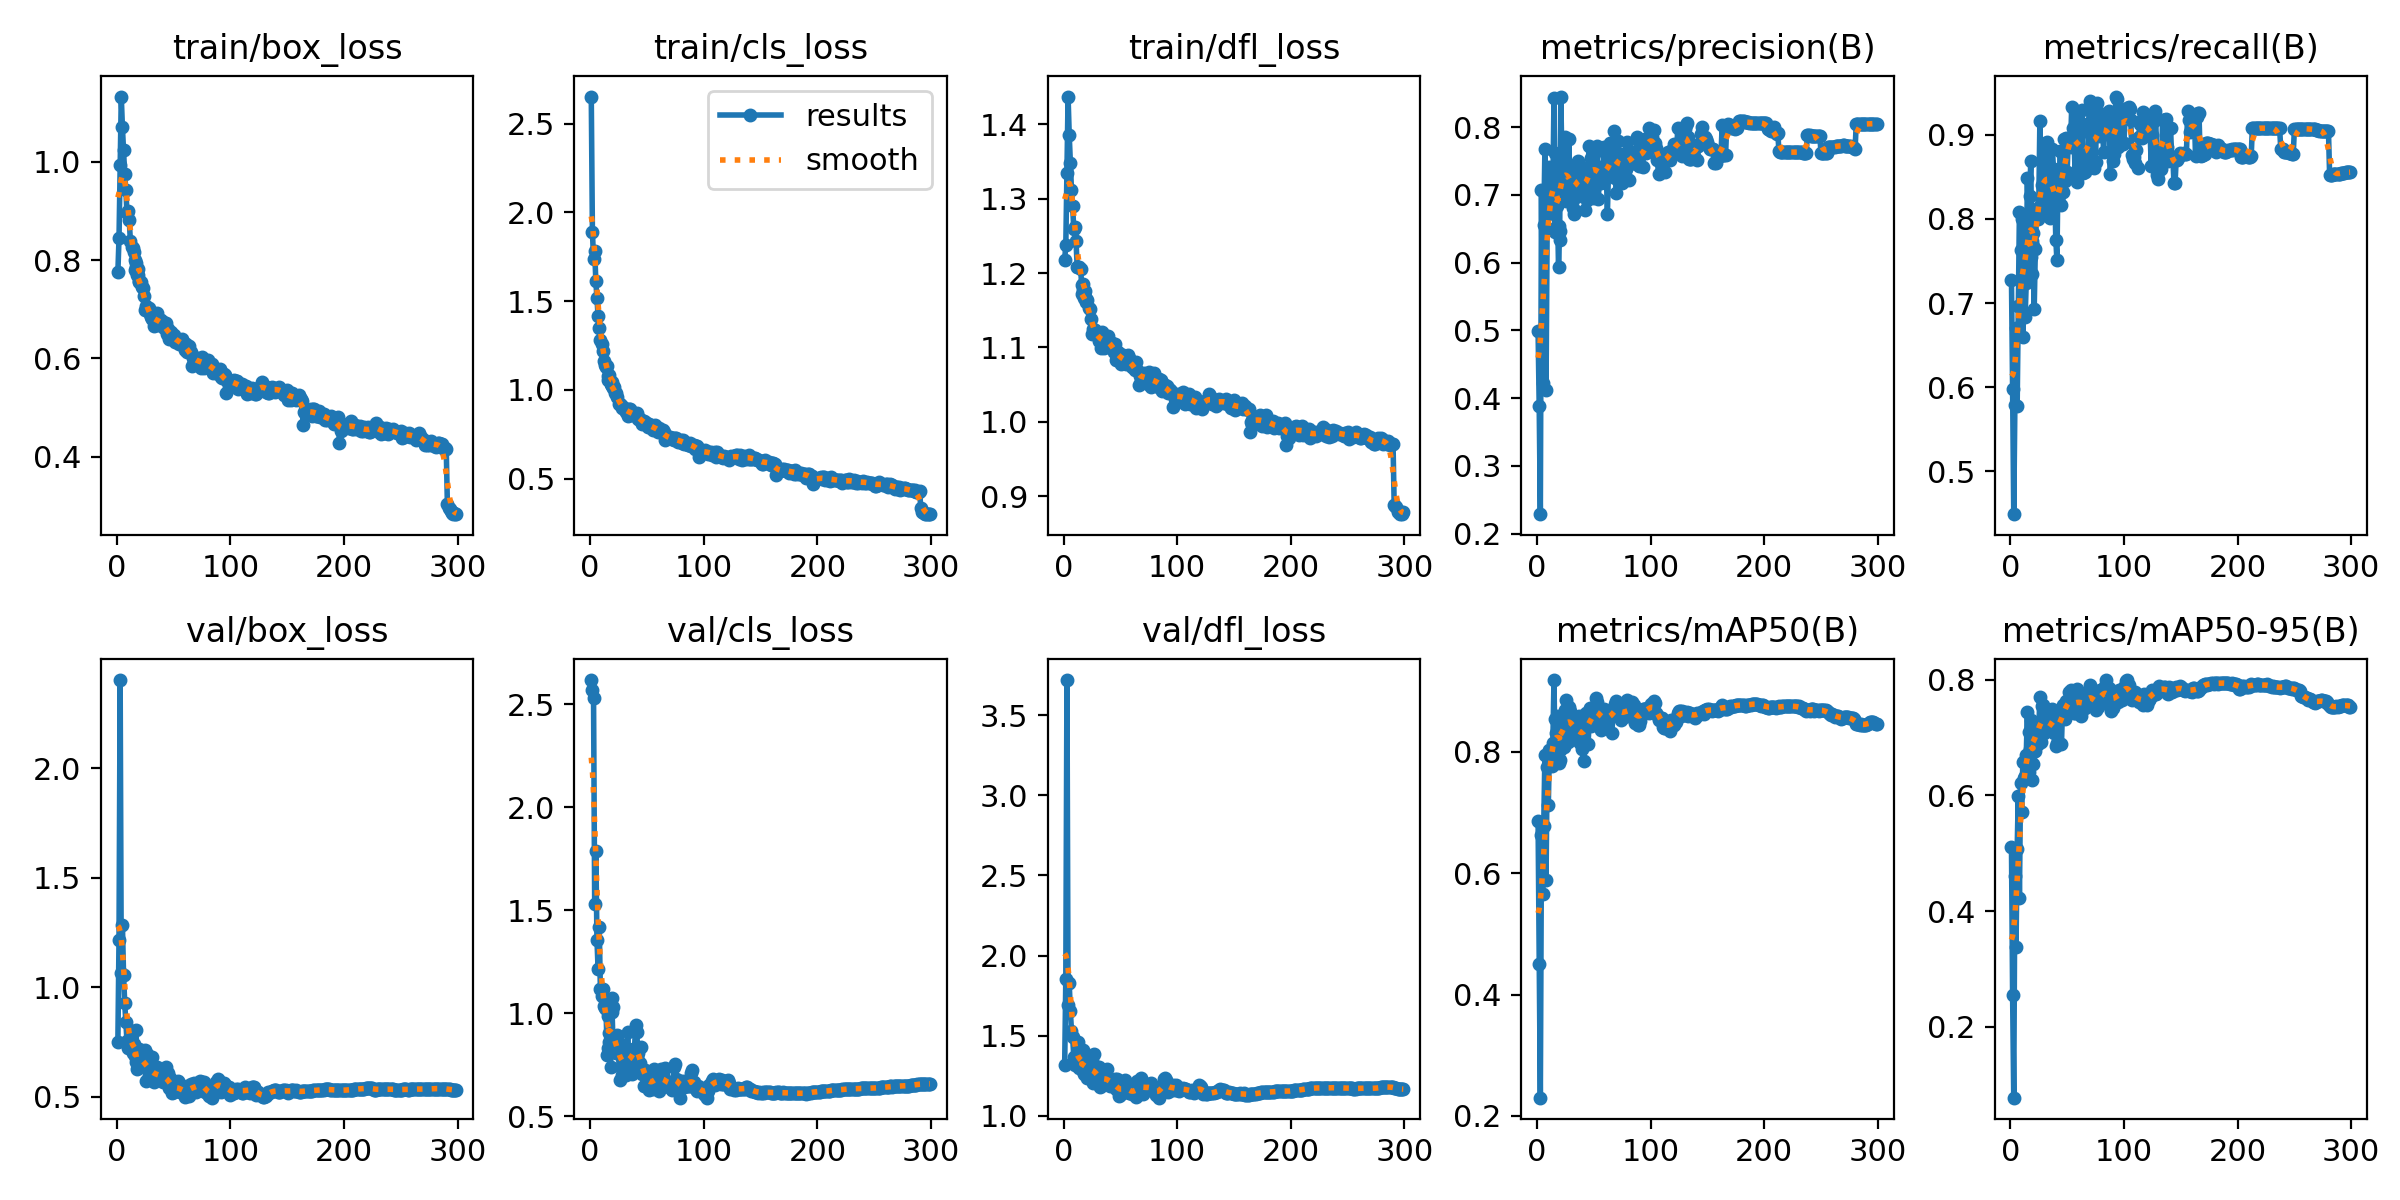 train/box_loss
1.0
0.8
0.6
0.4
0 100 200 300
train/cls_loss
results
smooth
2.5
2.0
1.5
1.0
0.5
0 100 200 300
train/dfl_loss
1.4
1.3
1.2
1.1
1.0
0.9
0 100 200 300
metrics/precision(B)
0.8
0.7
0.6
0.5
0.4
0.3
0.2
0 100 200 300
metrics/recall(B)
0.9
0.8
0.7
0.6
0.5
0 100 200 300
val/box_loss
2.0
1.5
1.0
0.5
0 100 200 300
val/cls_loss
2.5
2.0
1.5
1.0
0.5
0 100 200 300
val/dfl_loss
3.5
3.0
2.5
2.0
1.5
1.0
0 100 200 300
metrics/mAP50(B)
0.8
0.6
0.4
0.2
0 100 200 300
metrics/mAP50-95(B)
0.8
0.6
0.4
0.2
0 100 200 300